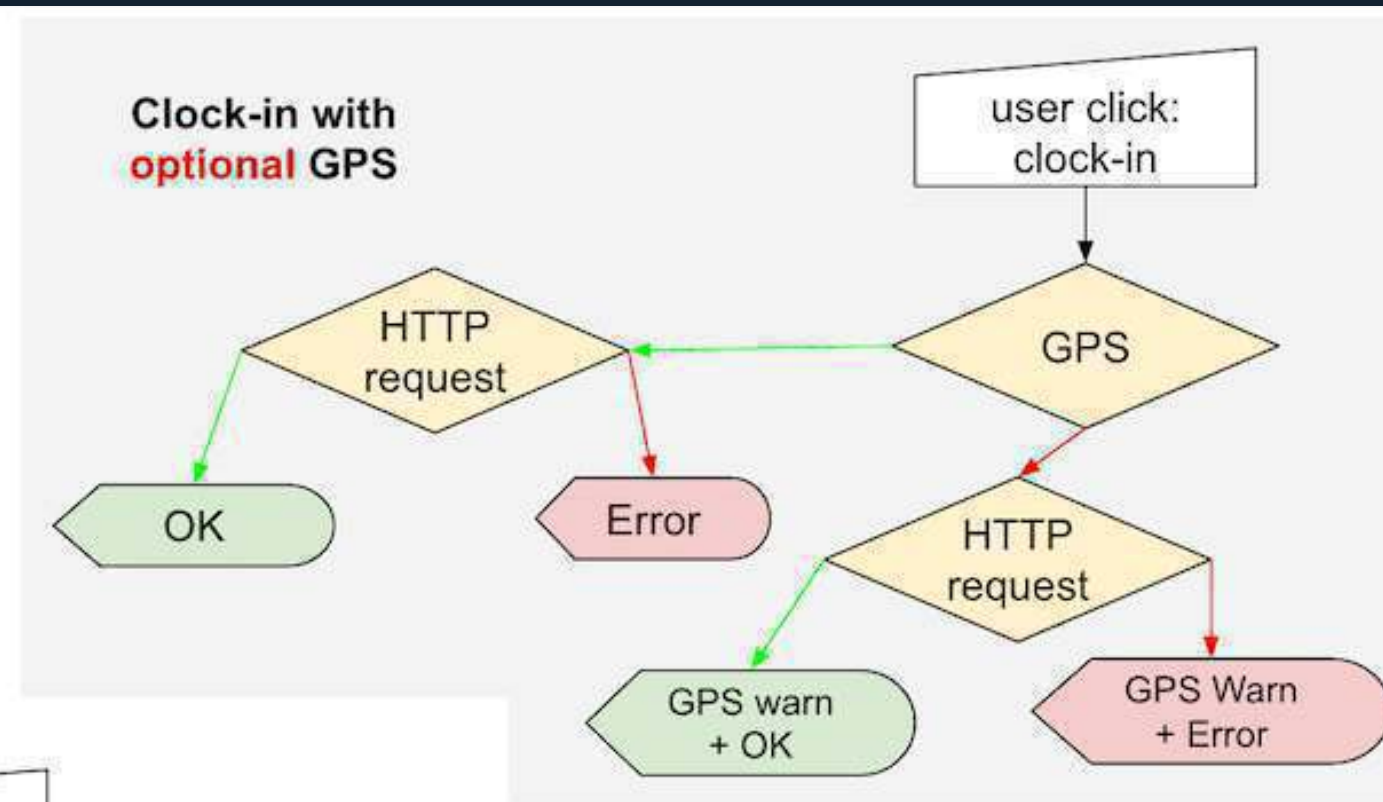 Clock-in with
optional GPS
user click:
clock-in
HTTP
request
GPS
OK
Error
HTTP
request
GPS warn
+ OK
GPS Warn
+ Error